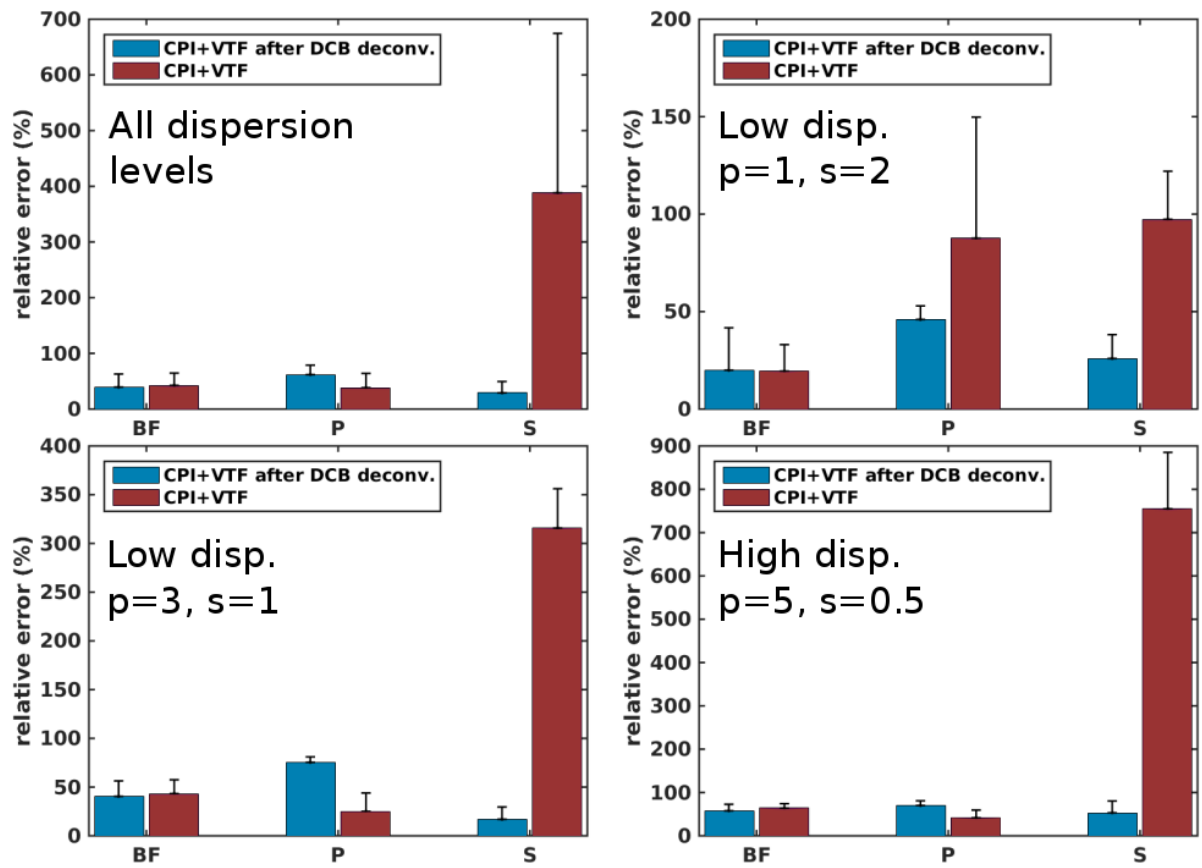 700
600
500
400
300
200
100
0
relative error (%)
CPI+VTF after DCB deconv.
CPI+VTF
All dispersion
levels
BF P S
200
150
100
50
0
relative error (%)
CPI+VTF after DCB deconv.
CPI+VTF
Low disp.
p=1, s=2
BF P S
400
350
300
250
200
150
100
50
0
relative error (%)
CPI+VTF after DCB deconv.
CPI+VTF
Low disp.
p=3, s=1
BF P S
900
800
700
600
500
400
300
200
100
0
relative error (%)
CPI+VTF after DCB deconv.
CPI+VTF
High disp.
p=5, s=0.5
BF P S